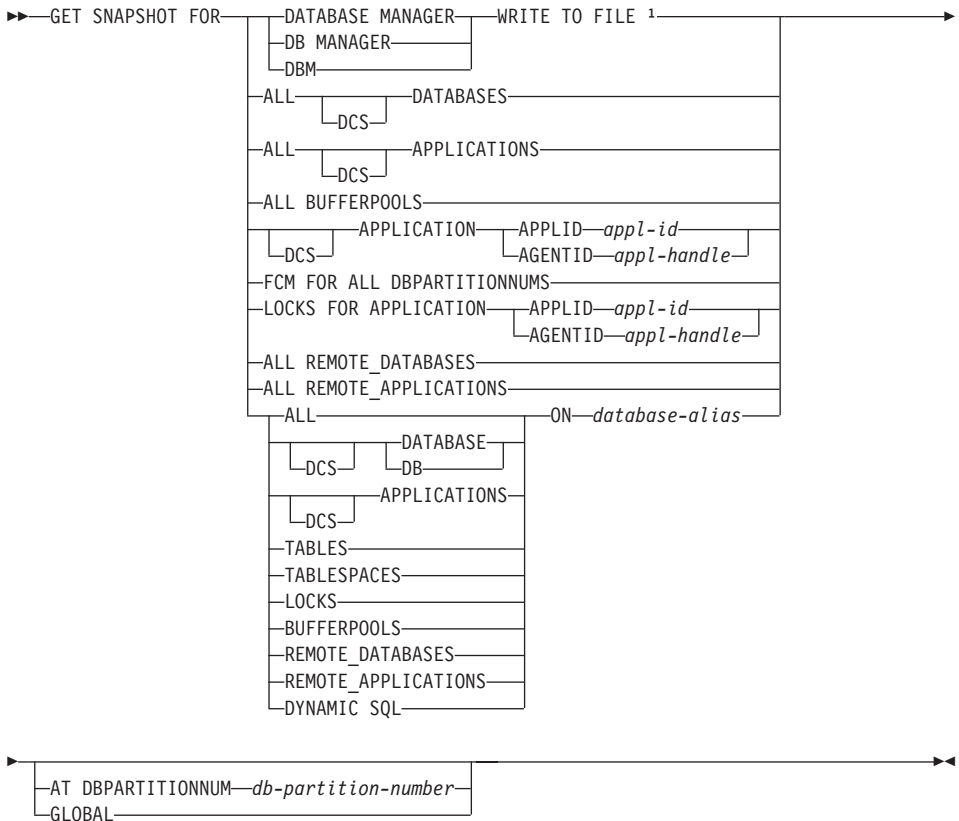 GET SNAPSHOT FOR DATABASE MANAGER WRITE TO FILE 1
DB MANAGER
DBM
ALL DATABASES
DCS
ALL APPLICATIONS
DCS
ALL BUFFERPOOLS
APPLICATION APPLID appl-id
DCS AGENTID appl-handle
FCM FOR ALL DBPARTITIONNUMS
LOCKS FOR APPLICATION APPLID appl-id
AGENTID appl-handle
ALL REMOTE_DATABASES
ALL REMOTE_APPLICATIONS
ALL ON database-alias
DATABASE
DCS DB
APPLICATIONS
DCS
TABLES
TABLESPACES
LOCKS
BUFFERPOOLS
REMOTE_DATABASES
REMOTE_APPLICATIONS
DYNAMIC SQL
AT DBPARTITIONNUM db-partition-number
GLOBAL